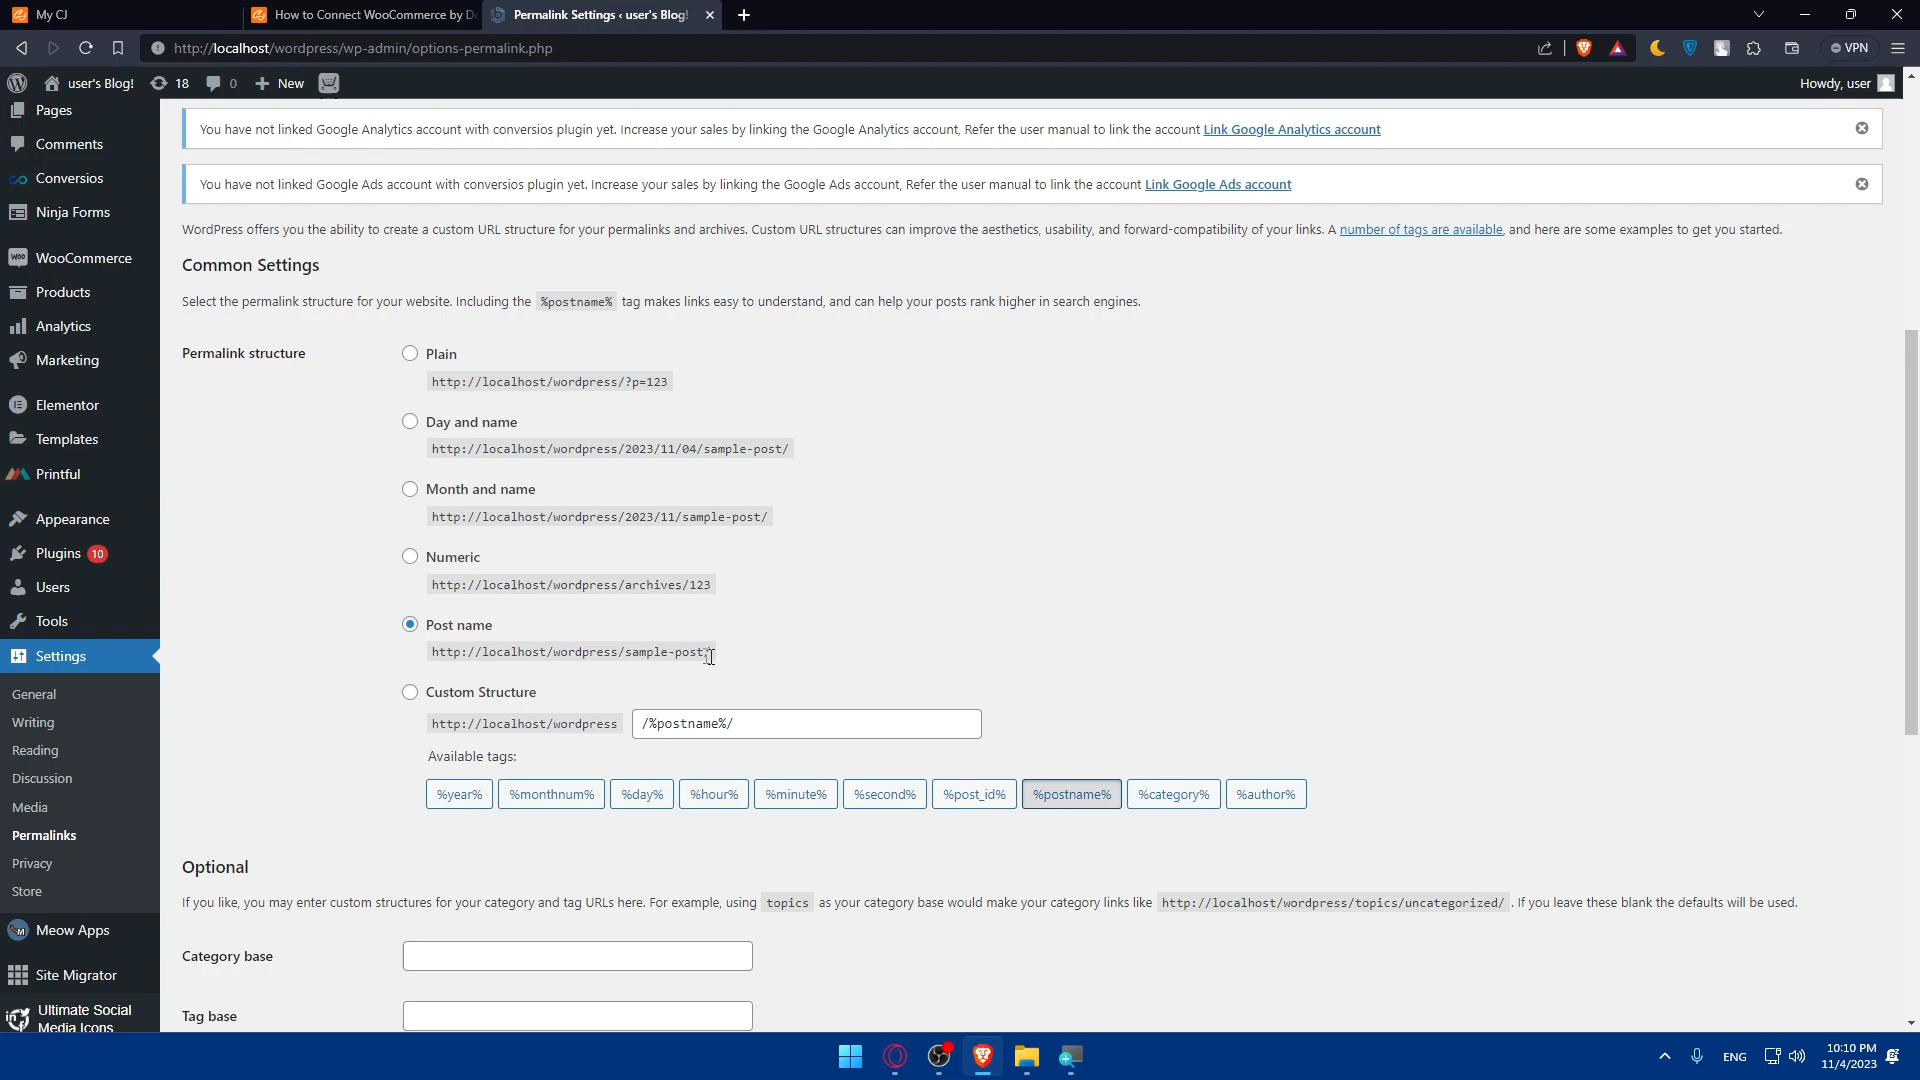 My CJ
How to Connect WooCommerce by D
Permalink Settings ‹ user's Blog!
http://localhost/wordpress/wp-admin/options-permalink.php
VPN
user's Blog!
18
0
New
Howdy, user
Pages
Comments
Conversios
Ninja Forms
WooCommerce
Products
Analytics
Marketing
Elementor
Templates
Printful
Appearance
Plugins 10
Users
Tools
Settings
General
Writing
Reading
Discussion
Media
Permalinks
Privacy
Store
Meow Apps
Site Migrator
Ultimate Social
Media Icons
You have not linked Google Analytics account with conversios plugin yet. Increase your sales by linking the Google Analytics account, Refer the user manual to link the account Link Google Analytics account
You have not linked Google Ads account with conversios plugin yet. Increase your sales by linking the Google Ads account, Refer the user manual to link the account Link Google Ads account
WordPress offers you the ability to create a custom URL structure for your permalinks and archives. Custom URL structures can improve the aesthetics, usability, and forward-compatibility of your links. A number of tags are available, and here are some examples to get you started.
Common Settings
Select the permalink structure for your website. Including the %postname% tag makes links easy to understand, and can help your posts rank higher in search engines.
Permalink structure
Plain
http://localhost/wordpress/?p=123
Day and name
http://localhost/wordpress/2023/11/04/sample-post/
Month and name
http://localhost/wordpress/2023/11/sample-post/
Numeric
http://localhost/wordpress/archives/123
Post name
http://localhost/wordpress/sample-post/
Custom Structure
http://localhost/wordpress /%postname%/
Available tags:
%year% %monthnum% %day% %hour% %minute% %second% %post_id% %postname% %category% %author%
Optional
If you like, you may enter custom structures for your category and tag URLs here. For example, using topics as your category base would make your category links like http://localhost/wordpress/topics/uncategorized/ . If you leave these blank the defaults will be used.
Category base
Tag base
ENG
10:10 PM
11/4/2023